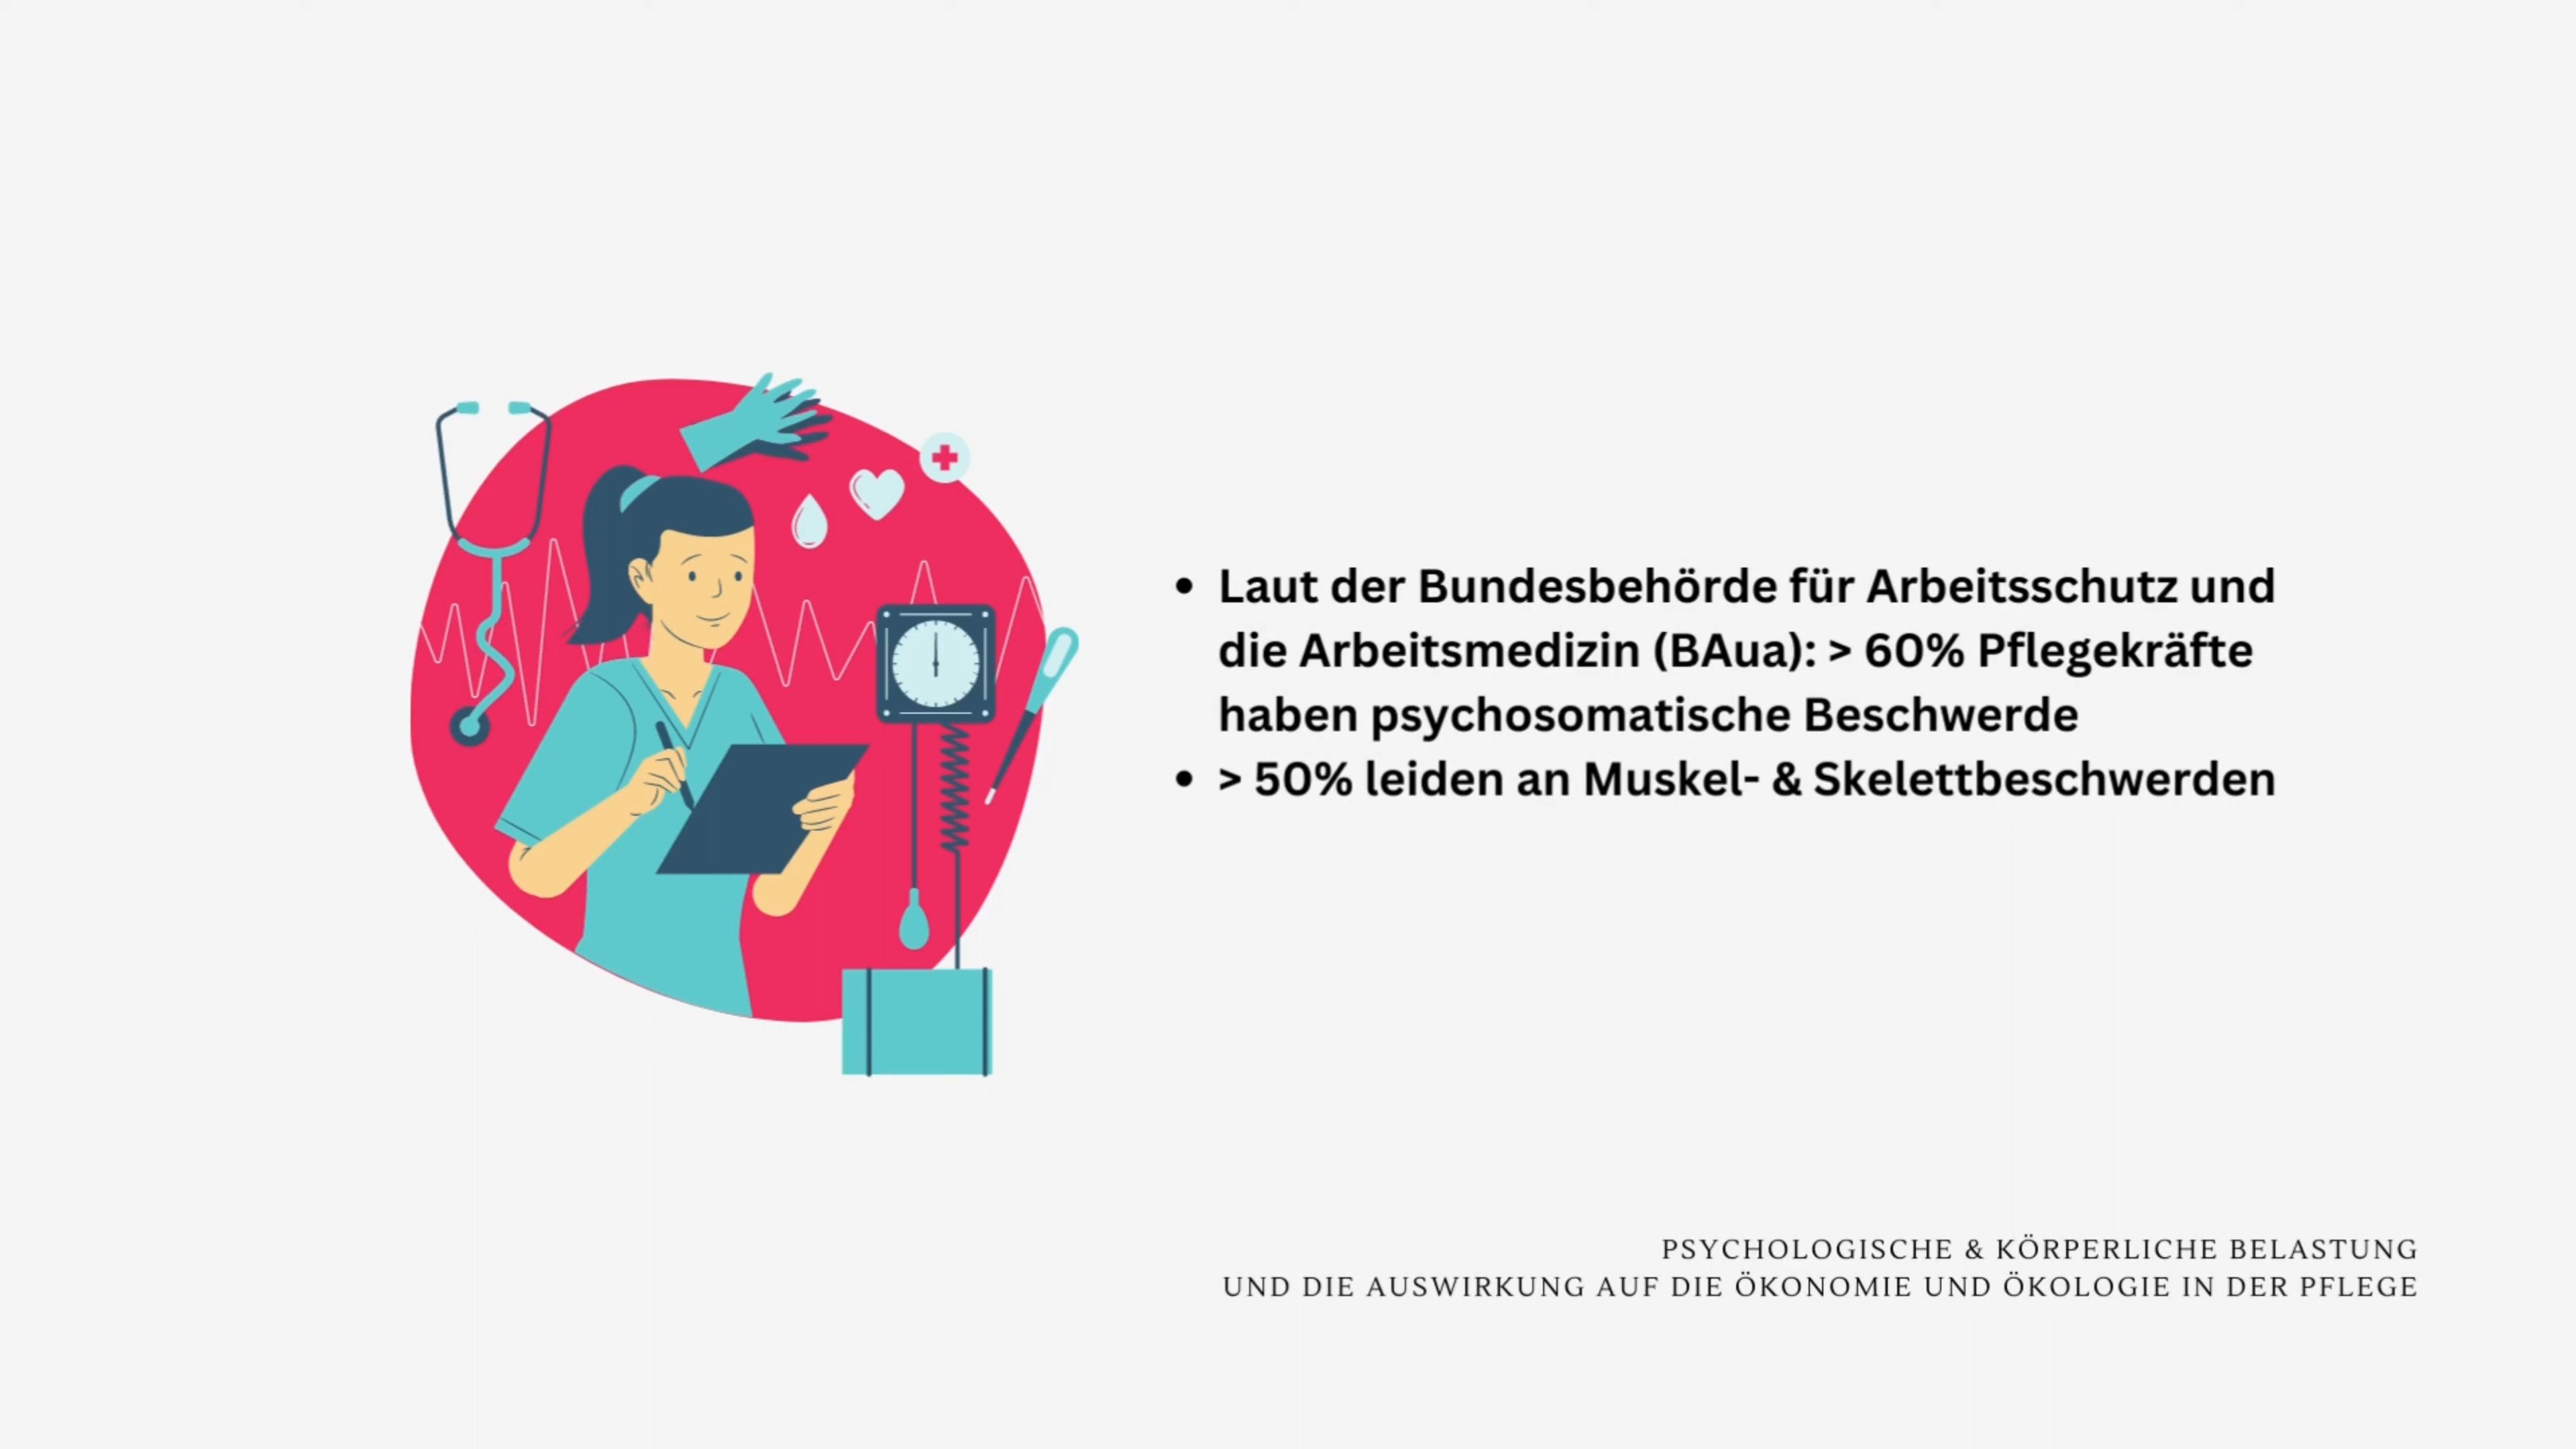 • Laut der Bundesbehörde für Arbeitsschutz und
die Arbeitsmedizin (BAua): > 60% Pflegekräfte
haben psychosomatische Beschwerde
• > 50% leiden an Muskel- & Skelettbeschwerden
PSYCHOLOGISCHE & KÖRPERLICHE BELASTUNG
UND DIE AUSWIRKUNG AUF DIE ÖKONOMIE UND ÖKOLOGIE IN DER PFLEGE